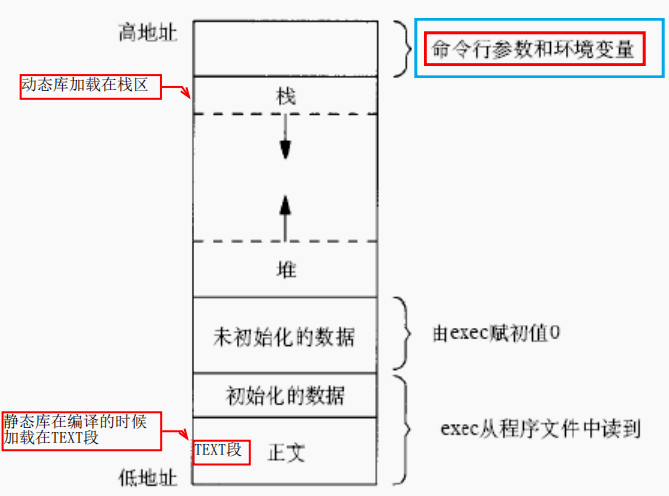 高地址
命令行参数和环境变量
动态库加载在栈区
栈
堆
未初始化的数据
由exec赋初值0
初始化的数据
静态库在编译的时候
加载在TEXT段
exec从程序文件中读到
TEXT段
正文
低地址